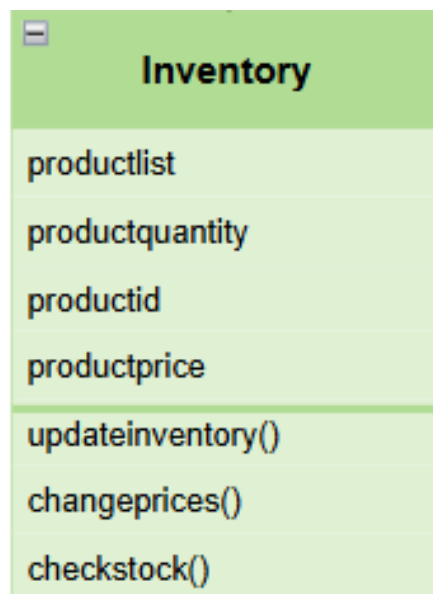 Inventory
productlist
productquantity
productid
productprice
updateinventory()
changeprices()
checkstock()